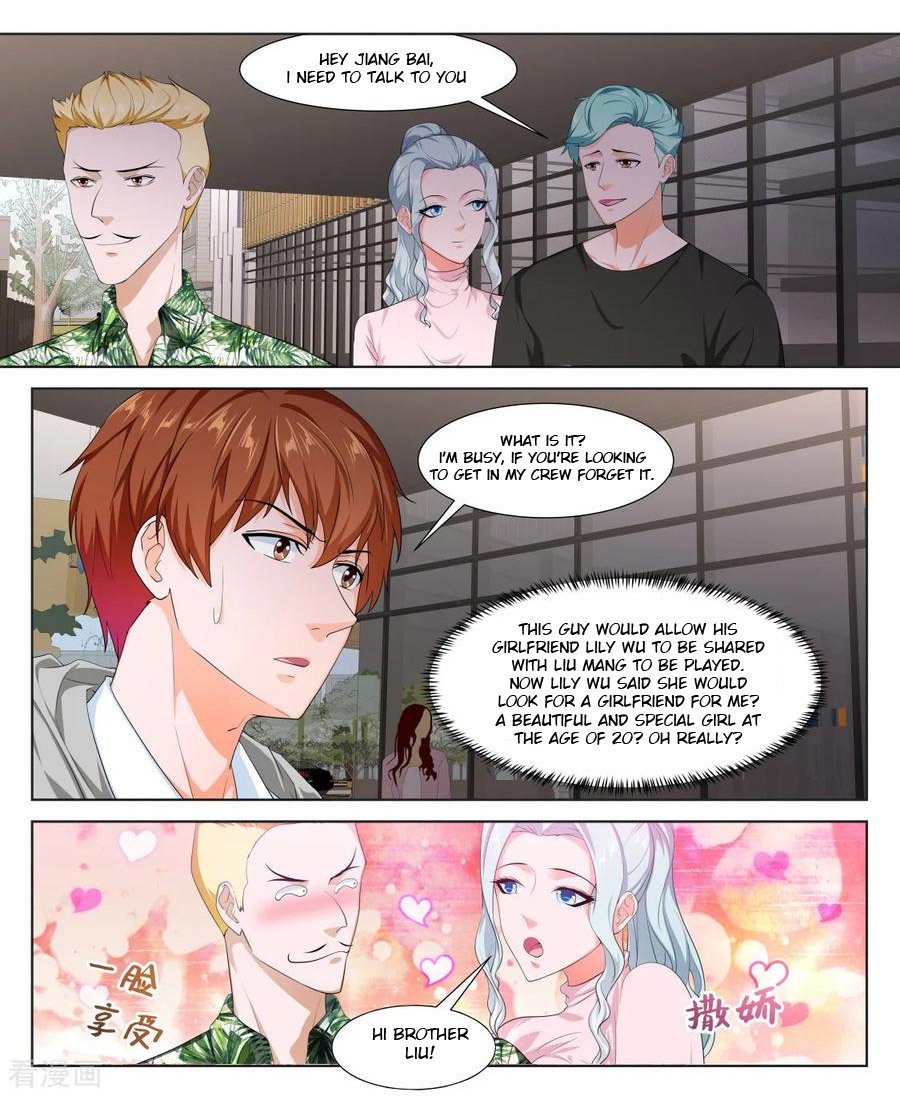 HEY JIANG BAI,
I NEED TO TALK TO YOU
WHAT IS IT?
I'M BUSY, IF YOU'RE LOOKING
TO GET IN MY CREW FORGET IT.
THIS GUY WOULD ALLOW HIS
GIRLFRIEND LILY WU TO BE SHARED
WITH LIU MANG TO BE PLAYED.
NOW LILY WU SAID SHE WOULD
LOOK FOR A GIRLFRIEND FOR ME?
A BEAUTIFUL AND SPECIAL GIRL AT
THE AGE OF 20? OH REALLY?
一脸
享受
撒娇
HI BROTHER
LIU!
看漫画